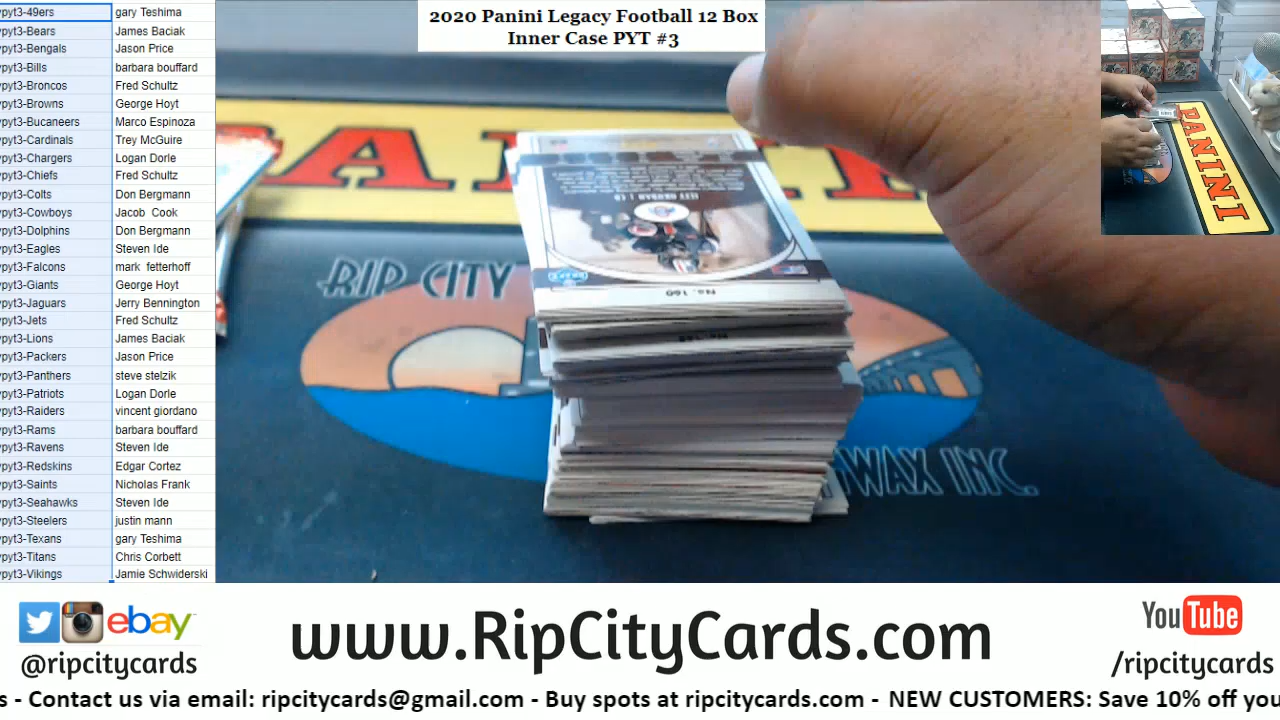 2020 Panini Legacy Football 12 Box
Inner Case PYT #3
pyt3-49ers gary Teshima
pyt3-Bears James Baciak
pyt3-Bengals Jason Price
pyt3-Bills barbara bouffard
pyt3-Broncos Fred Schultz
pyt3-Browns George Hoyt
pyt3-Bucaneers Marco Espinoza
pyt3-Cardinals Trey McGuire
pyt3-Chargers Logan Dorle
pyt3-Chiefs Fred Schultz
pyt3-Colts Don Bergmann
pyt3-Cowboys Jacob Cook
pyt3-Dolphins Don Bergmann
pyt3-Eagles Steven Ide
pyt3-Falcons mark fetterhoff
pyt3-Giants George Hoyt
pyt3-Jaguars Jerry Bennington
pyt3-Jets Fred Schultz
pyt3-Lions James Baciak
pyt3-Packers Jason Price
pyt3-Panthers steve stelzik
pyt3-Patriots Logan Dorle
pyt3-Raiders vincent giordano
pyt3-Rams barbara bouffard
pyt3-Ravens Steven Ide
pyt3-Redskins Edgar Cortez
pyt3-Saints Nicholas Frank
pyt3-Seahawks Steven Ide
pyt3-Steelers justin mann
pyt3-Texans gary Teshima
pyt3-Titans Chris Corbett
pyt3-Vikings Jamie Schwiderski
PANINI
No. 160
RIP CITY
WAX INC.
PANINI
ebay
@ripcitycards
www.RipCityCards.com
YouTube
/ripcitycards
s - Contact us via email: ripcitycards@gmail.com - Buy spots at ripcitycards.com - NEW CUSTOMERS: Save 10% off you